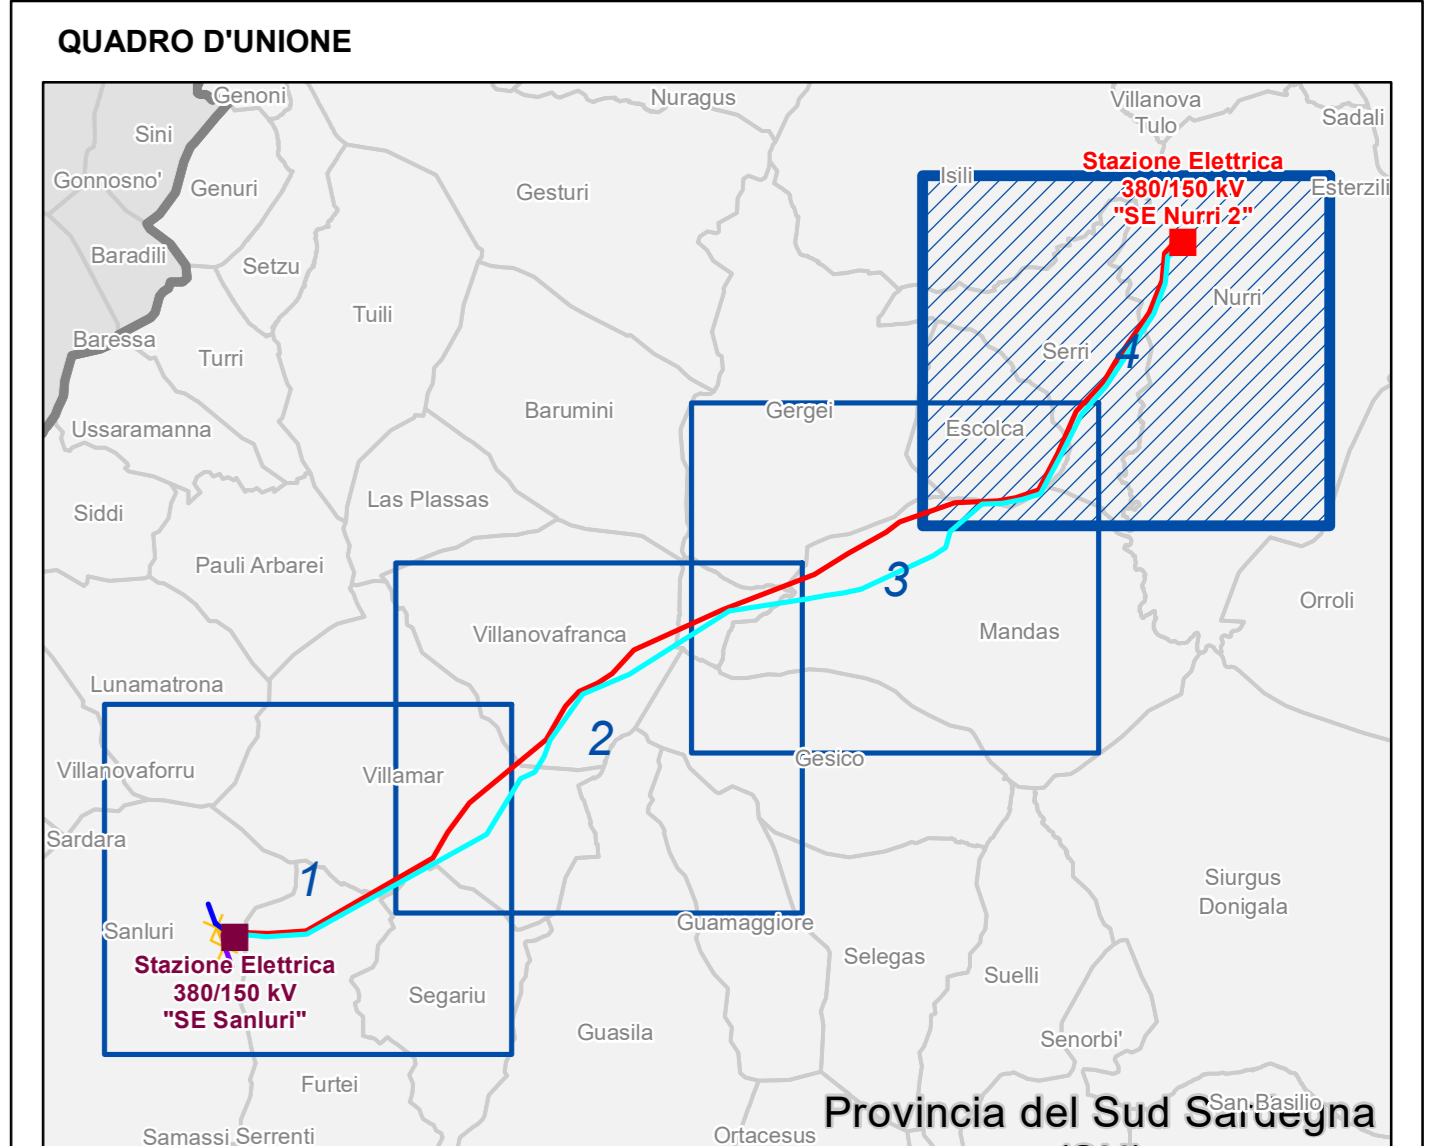 QUADRO D'UNIONE
Genoni
Nuragus
Villanova
Tulo
Sadali
Sini
Stazione Elettrica
380/150 kV
"SE Nurri 2"
Isili
Gonnosno'
Genuri
Gesturi
Esterzili
Baradili
Setzu
Nurri
Tuili
Baressa
Turri
Serri
4
Ussaramanna
Barumini
Gergei
Escolca
Las Plassas
Siddi
Pauli Arbarei
3
Orroli
Villanovafranca
Mandas
Lunamatrona
2
Gesico
Villanovaforru
Villamar
Sardara
1
Siurgus
Donigala
Sanluri
Guamaggiore
Stazione Elettrica
380/150 kV
"SE Sanluri"
Selegas
Suelli
Segariu
Guasila
Senorbi'
Furtei
San Basilio
Provincia del Sud Sardegna
Samassi
Serrenti
Ortacesus